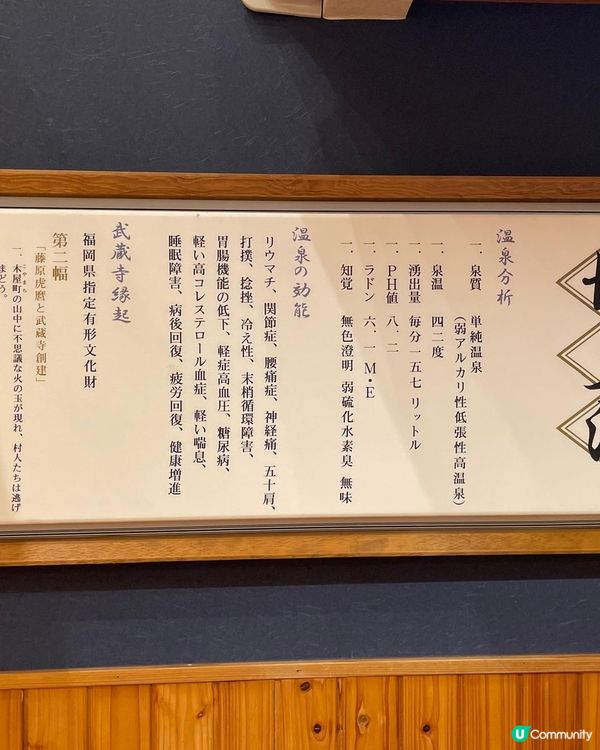 温泉分析
一．泉質　単純温泉
（弱アルカリ性低張性高温泉）
一．泉温　四二度
一．湧出量　毎分一五七リットル
一．ＰＨ値　八．二
一．ラドン　六．一Ｍ・Ｅ
一．知覚　無色澄明　弱硫化水素臭　無味
温泉の効能
リウマチ、関節症、腰痛症、神経痛、五十肩、
打撲、捻挫、冷え性、末梢循環障害、
胃腸機能の低下、軽症高血圧、糖尿病、
軽い高コレステロール血症、軽い喘息、
睡眠障害、病後回復、疲労回復、健康増進
武蔵寺縁起
福岡県指定有形文化財
第二幅
「藤原虎麿と武蔵寺創建」
一、木屋町の山中に不思議な火の玉が現れ、村人たちは逃げ
まどう。
U Community